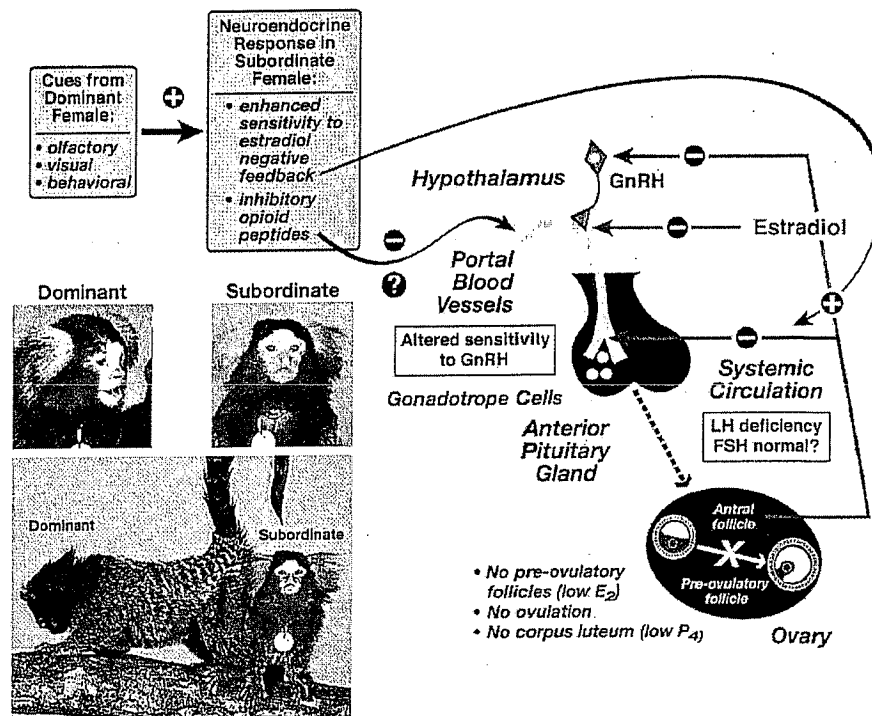 Cues from
Dominant
Female:
• olfactory
• visual
• behavioral
+
Neuroendocrine
Response in
Subordinate
Female:
• enhanced
sensitivity to
estradiol
negative
feedback
• inhibitory
opioid
peptides
−
?
Hypothalamus
GnRH
−
−
Estradiol
+
Portal
Blood
Vessels
Altered sensitivity
to GnRH
Gonadotrope Cells
Anterior
Pituitary
Gland
−
Systemic
Circulation
LH deficiency
FSH normal?
Antral
follicle
X
Pre-ovulatory
follicle
Ovary
• No pre-ovulatory
follicles (low E₂)
• No ovulation
• No corpus luteum (low P₄)
Dominant
Subordinate
Dominant
Subordinate